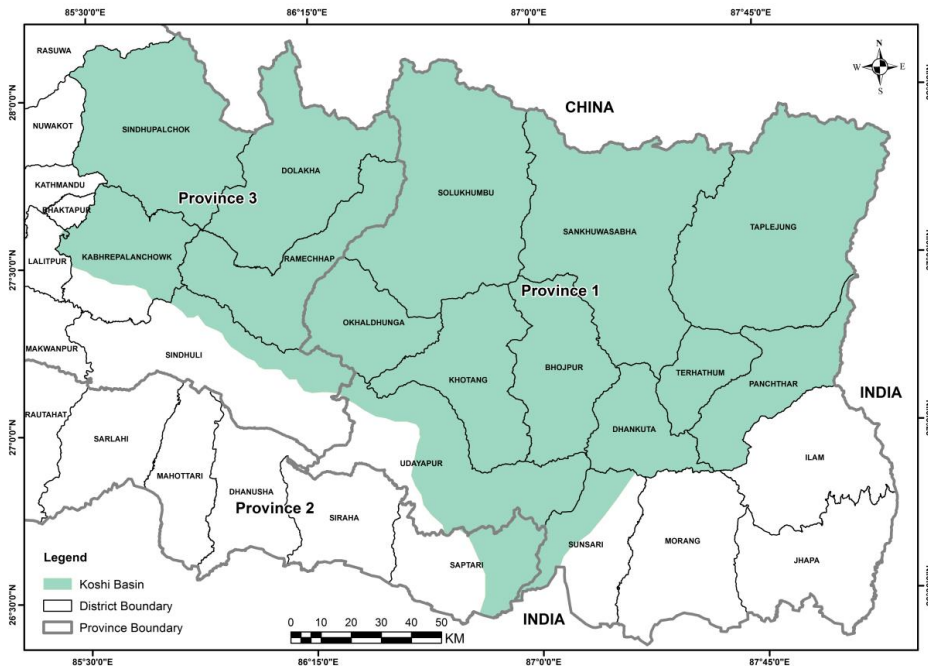 85°30'0"E
86°15'0"E
87°0'0"E
87°45'0"E
N
W
E
S
28°0'0"N
27°30'0"N
27°0'0"N
26°30'0"N
CHINA
RASUWA
NUWAKOT
SINDHUPALCHOK
DOLAKHA
KATHMANDU
BHAKTAPUR
Province 3
SOLUKHUMBU
SANKHUWASABHA
TAPLEJUNG
LALITPUR
KABHREPALANCHOWK
RAMECHHAP
Province 1
OKHALDHUNGA
MAKWANPUR
SINDHULI
KHOTANG
BHOJPUR
TERHATHUM
PANCHTHAR
INDIA
RAUTAHAT
SARLAHI
DHANKUTA
ILAM
UDAYAPUR
MAHOTTARI
DHANUSHA
Province 2
SIRAHA
SAPTARI
SUNSARI
MORANG
JHAPA
INDIA
Legend
Koshi Basin
District Boundary
Province Boundary
0 5 10 20 30 40 50
KM
85°30'0"E
86°15'0"E
87°0'0"E
87°45'0"E